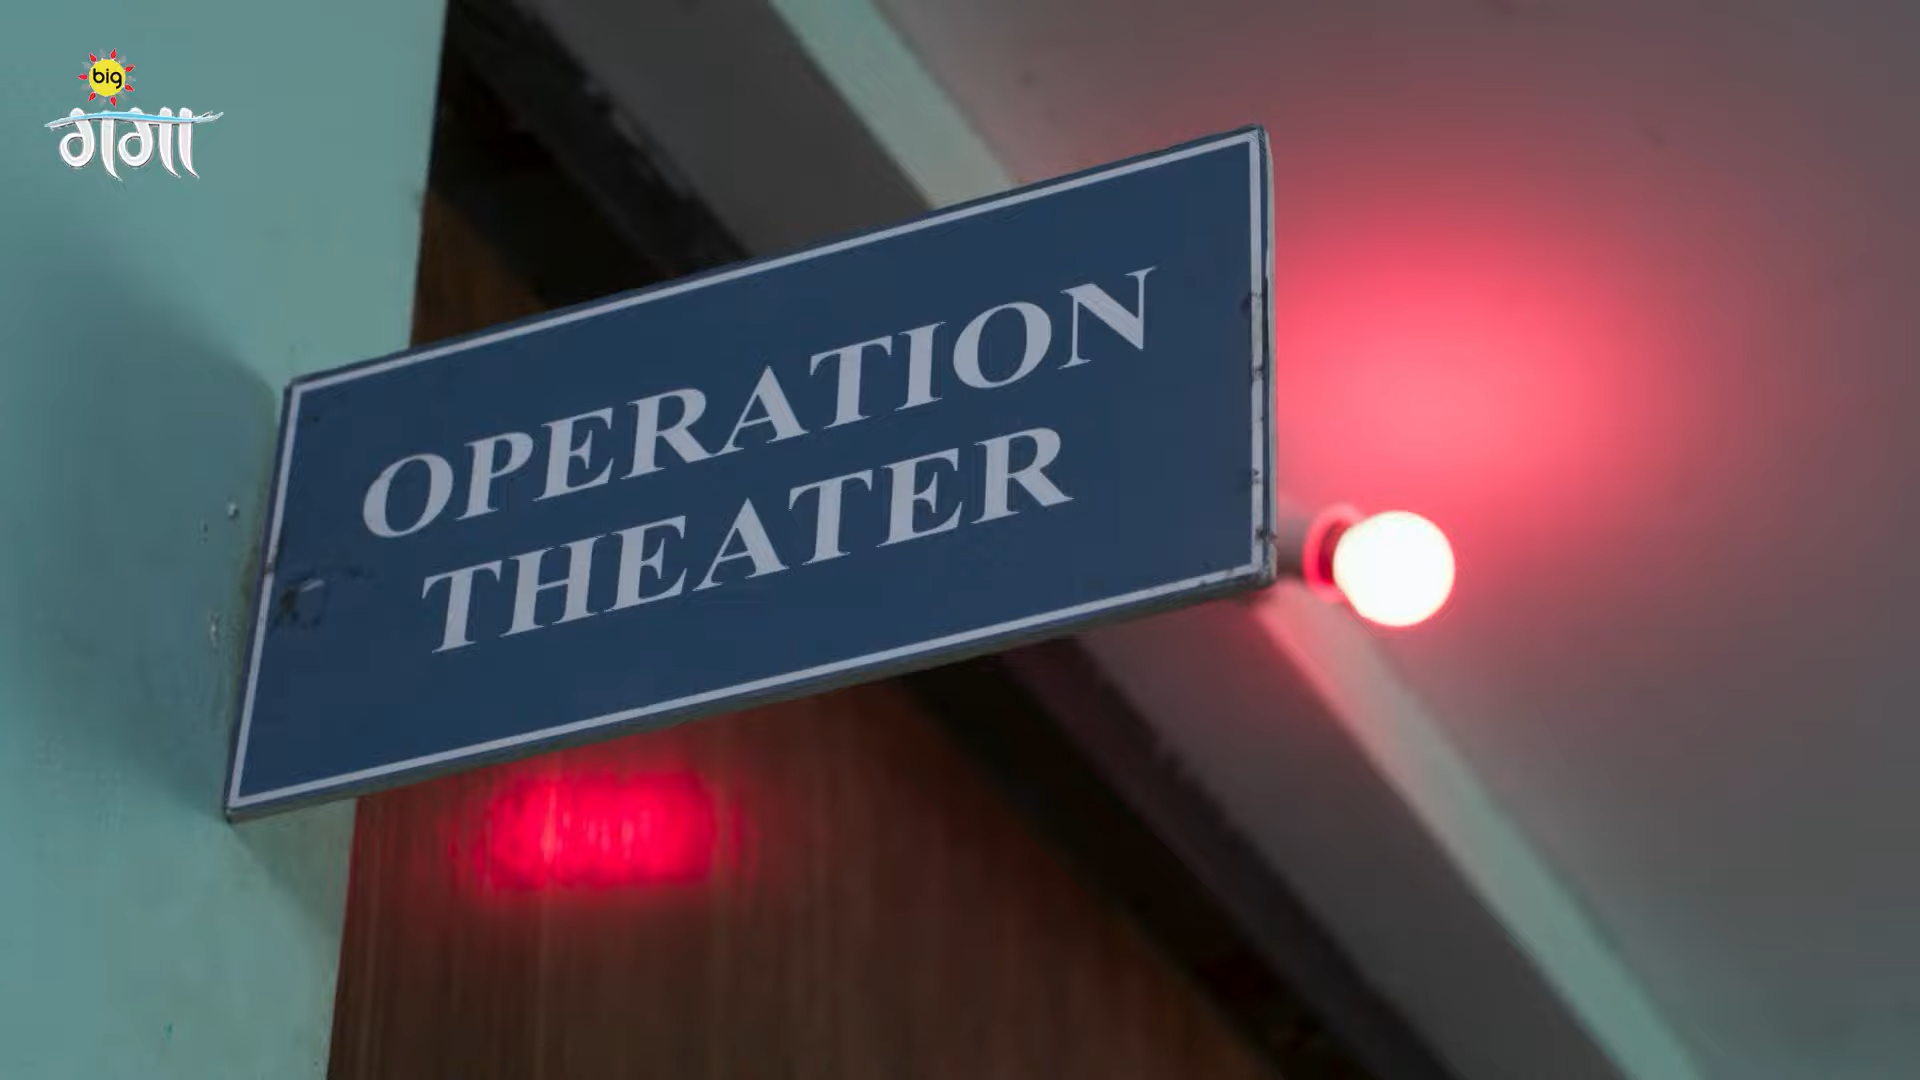 big
गंगा
OPERATION
THEATER